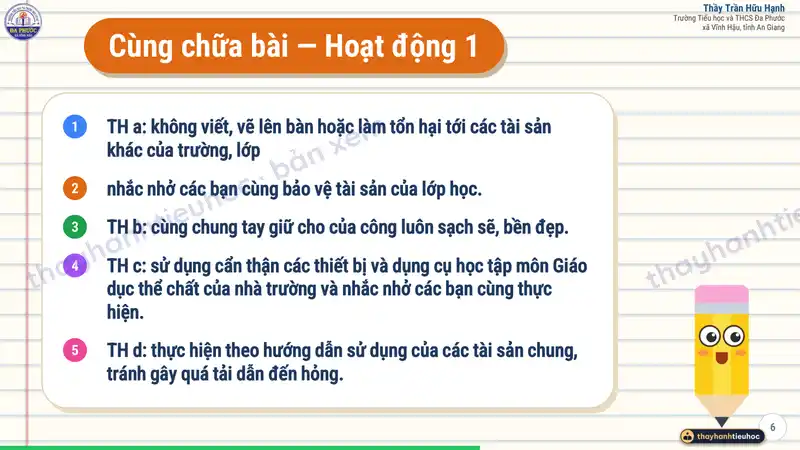 Thầy Trần Hữu Hạnh
Trường Tiểu học và THCS Đa Phước
xã Vĩnh Hậu, tỉnh An Giang
ĐA PHƯỚC
Cùng chữa bài – Hoạt động 1
1 TH a: không viết, vẽ lên bàn hoặc làm tổn hại tới các tài sản
khác của trường, lớp
2 nhắc nhở các bạn cùng bảo vệ tài sản của lớp học.
3 TH b: cùng chung tay giữ cho của công luôn sạch sẽ, bền đẹp.
4 TH c: sử dụng cẩn thận các thiết bị và dụng cụ học tập môn Giáo
dục thể chất của nhà trường và nhắc nhở các bạn cùng thực
hiện.
5 TH d: thực hiện theo hướng dẫn sử dụng của các tài sản chung,
tránh gây quá tải dẫn đến hỏng.
thayhanhtieuhoc · bản xem
thayhanhtie
thayhanhtieuhoc
6